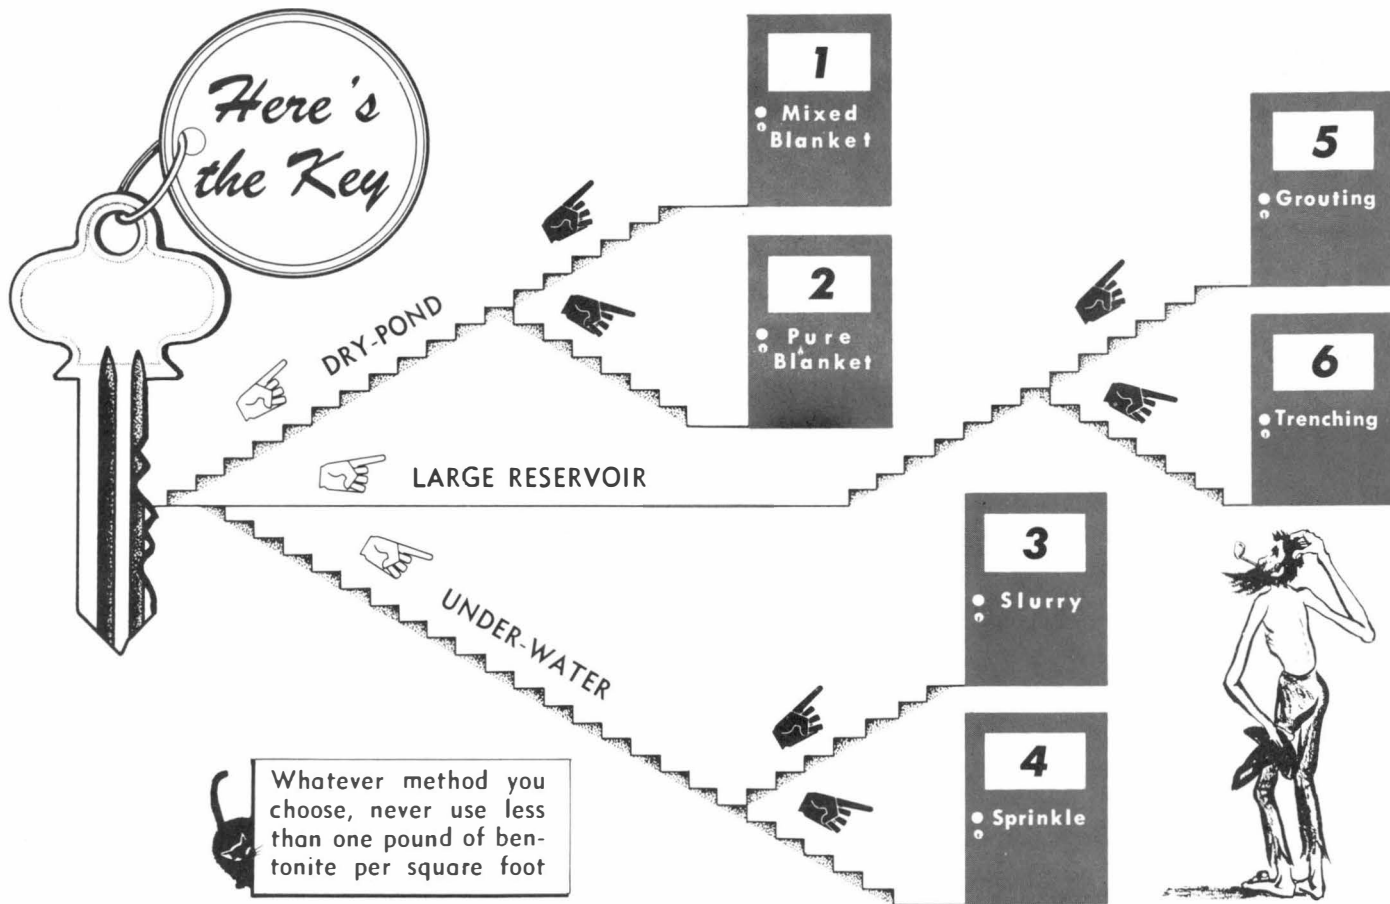 Here's
the Key
1
Mixed
Blanket
2
Pure
Blanket
DRY-POND
LARGE RESERVOIR
UNDER-WATER
5
Grouting
6
Trenching
3
Slurry
4
Sprinkle
Whatever method you
choose, never use less
than one pound of ben-
tonite per square foot